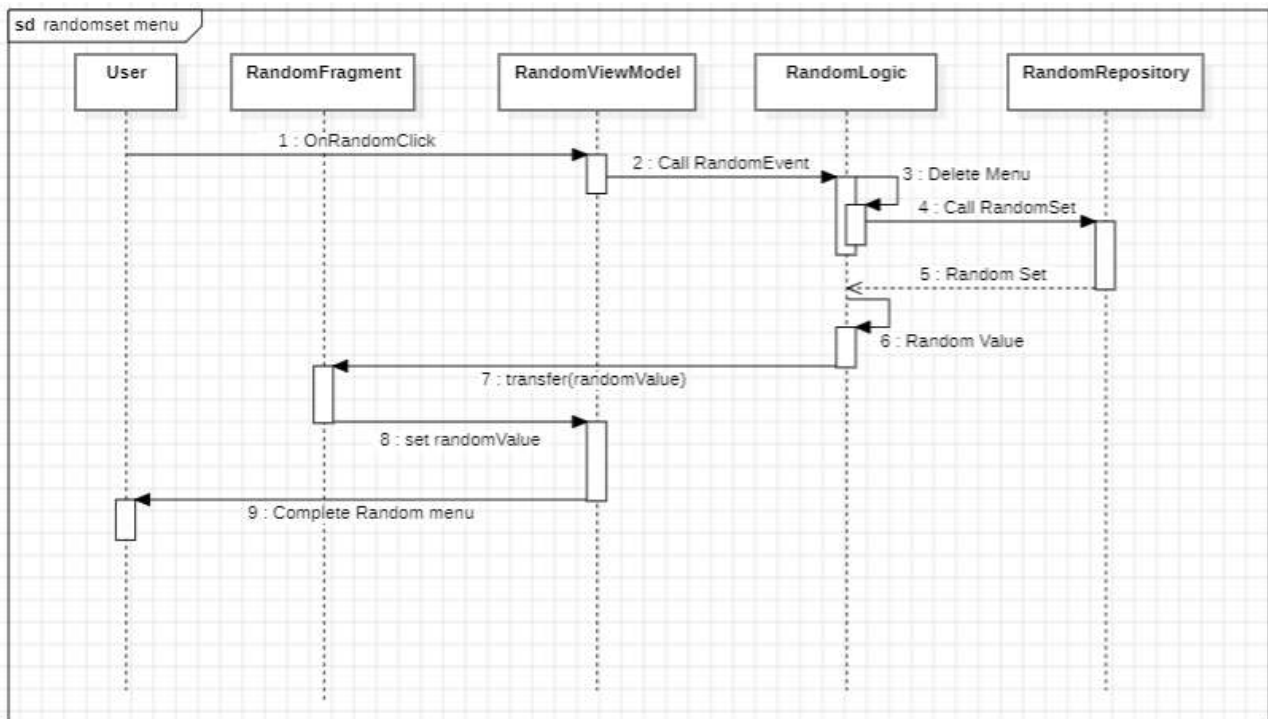 sd randomset menu
User
RandomFragment
RandomViewModel
RandomLogic
RandomRepository
1 : OnRandomClick
2 : Call RandomEvent
3 : Delete Menu
4 : Call RandomSet
5 : Random Set
6 : Random Value
7 : transfer(randomValue)
8 : set randomValue
9 : Complete Random menu